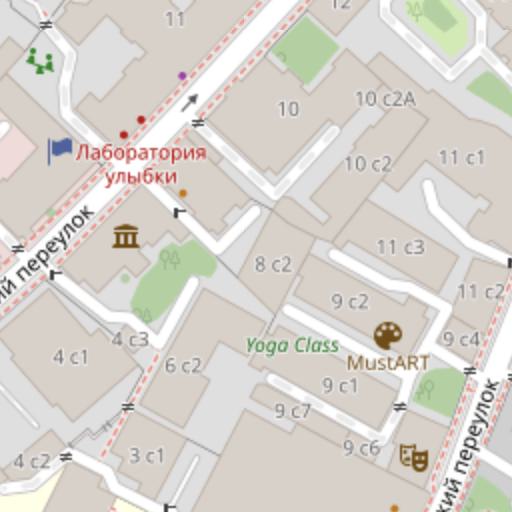 12
11
10
10 с2А
Лаборатория
улыбки
10 с2
11 с1
11 с3
8 с2
9 с2
11 с2
4 с3
Yoga Class
9 с4
4 с1
6 с2
MustART
9 с1
9 с7
9 с6
3 с1
4 с2
ий переулок
кий переулок